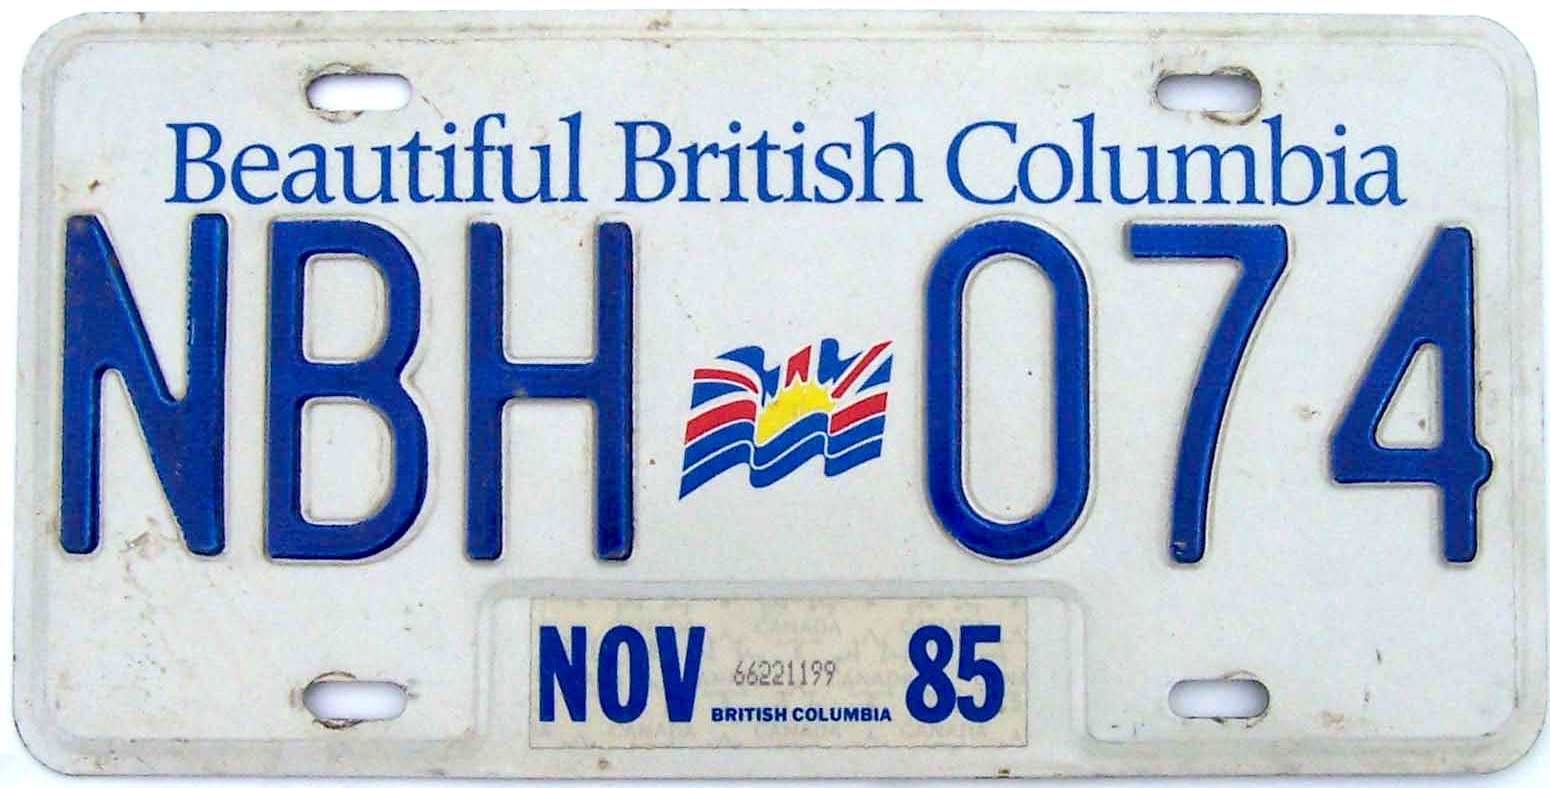 Beautiful British Columbia
NBH 074
NOV 66221199 85
BRITISH COLUMBIA